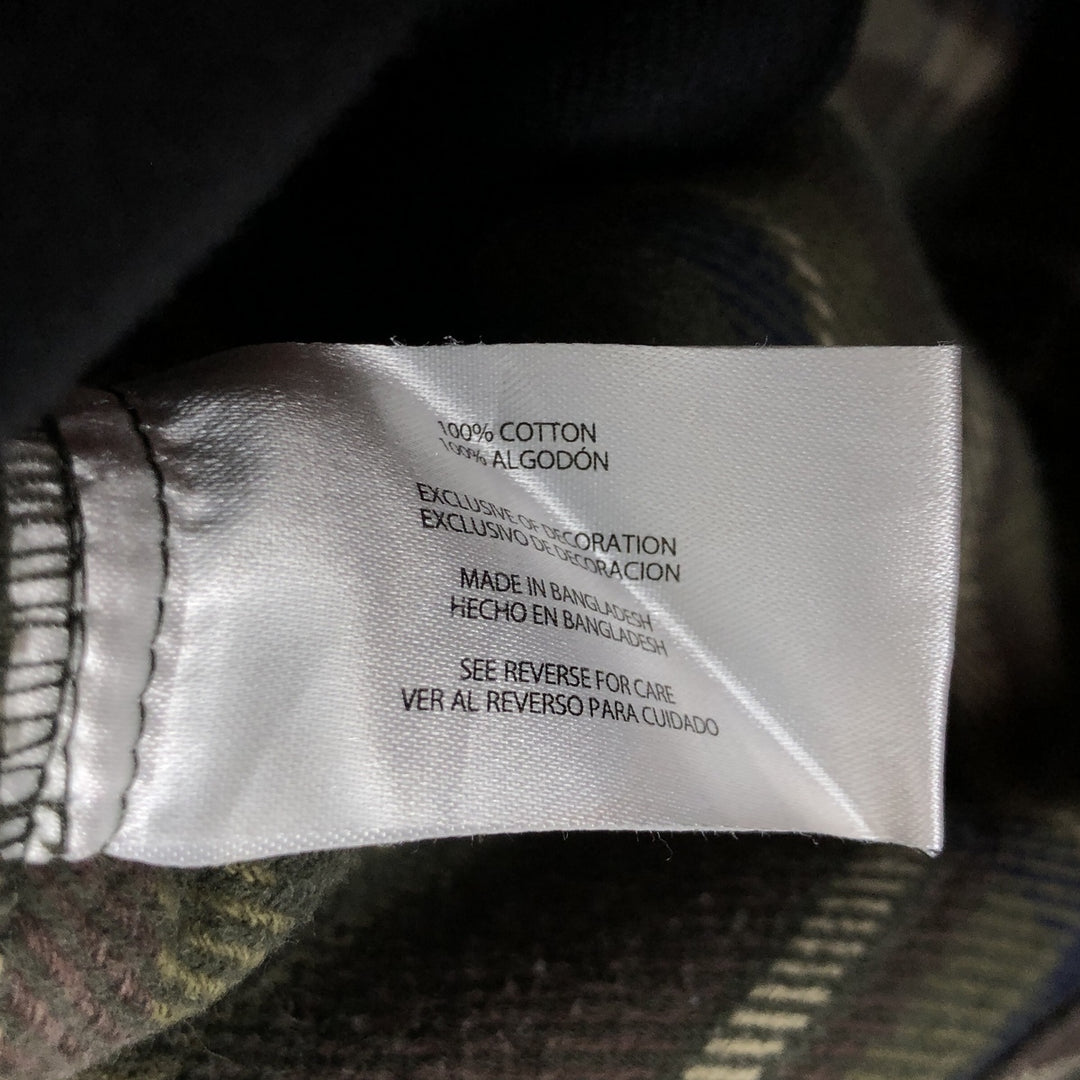 100% COTTON
100% ALGODÓN
EXCLUSIVE OF DECORATION
EXCLUSIVO DE DECORACION
MADE IN BANGLADESH
HECHO EN BANGLADESH
SEE REVERSE FOR CARE
VER AL REVERSO PARA CUIDADO